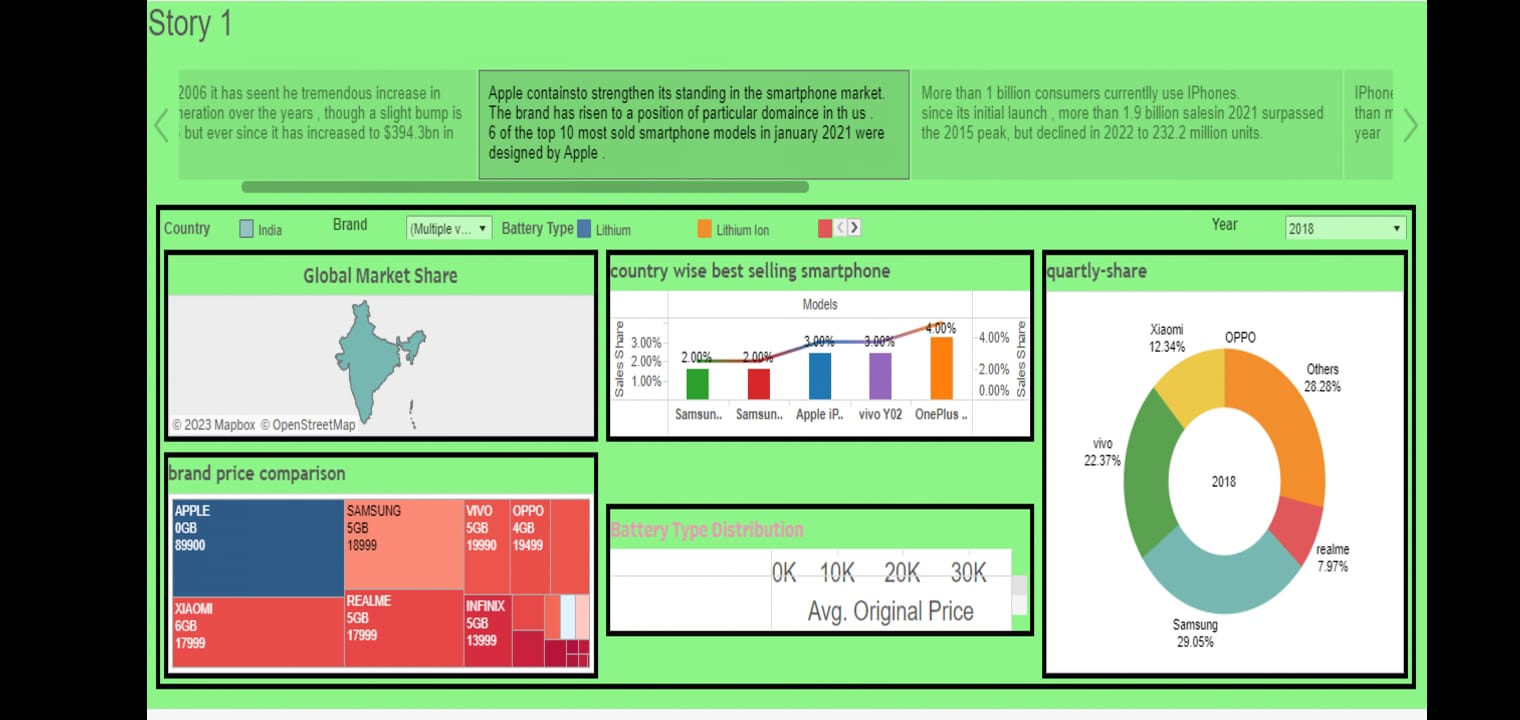 Story 1
2006 it has seent he tremendous increase in
neration over the years , though a slight bump is
but ever since it has increased to $394.3bn in
Apple containsto strengthen its standing in the smartphone market.
The brand has risen to a position of particular domaince in th us .
6 of the top 10 most sold smartphone models in january 2021 were
designed by Apple .
More than 1 billion consumers currentlly use IPhones.
since its initial launch , more than 1.9 billion salesin 2021 surpassed
the 2015 peak, but declined in 2022 to 232.2 million units.
IPhone
than m
year
Country
India
Brand
(Multiple v...
Battery Type
Lithium
Lithium Ion
Year
2018
Global Market Share
© 2023 Mapbox © OpenStreetMap
country wise best selling smartphone
Models
Sales Share
3.00%
2.00%
1.00%
2.00%
2.00%
3.00%
3.00%
4.00%
4.00%
2.00%
0.00%
Sales Share
Samsun..
Samsun..
Apple iP..
vivo Y02
OnePlus ..
quartly-share
Xiaomi
12.34%
OPPO
Others
28.28%
vivo
22.37%
2018
realme
7.97%
Samsung
29.05%
brand price comparison
APPLE
0GB
89900
SAMSUNG
5GB
18999
VIVO
5GB
19990
OPPO
4GB
19499
XIAOMI
6GB
17999
REALME
5GB
17999
INFINIX
5GB
13999
Battery Type Distribution
0K 10K 20K 30K
Avg. Original Price